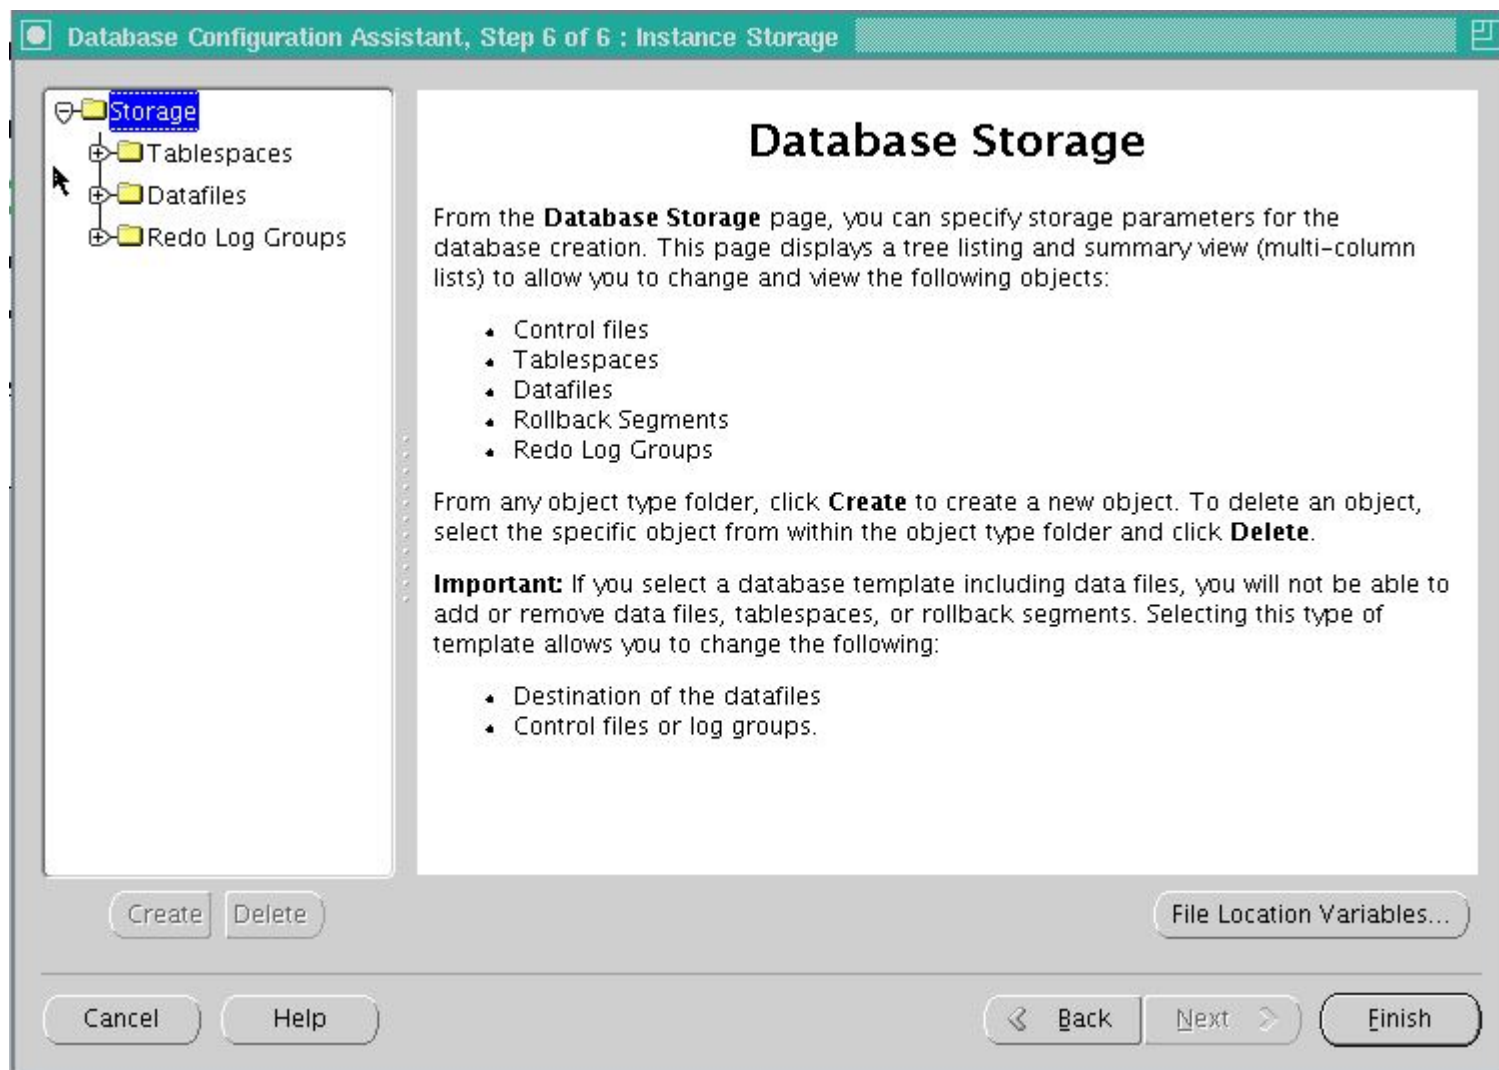 Database Configuration Assistant, Step 6 of 6 : Instance Storage
Storage
Tablespaces
Datafiles
Redo Log Groups
Database Storage
From the Database Storage page, you can specify storage parameters for the
database creation. This page displays a tree listing and summary view (multi-column
lists) to allow you to change and view the following objects:
Control files
Tablespaces
Datafiles
Rollback Segments
Redo Log Groups
From any object type folder, click Create to create a new object. To delete an object,
select the specific object from within the object type folder and click Delete.
Important: If you select a database template including data files, you will not be able to
add or remove data files, tablespaces, or rollback segments. Selecting this type of
template allows you to change the following:
Destination of the datafiles
Control files or log groups.
Create Delete
File Location Variables...
Cancel Help Back Next Finish